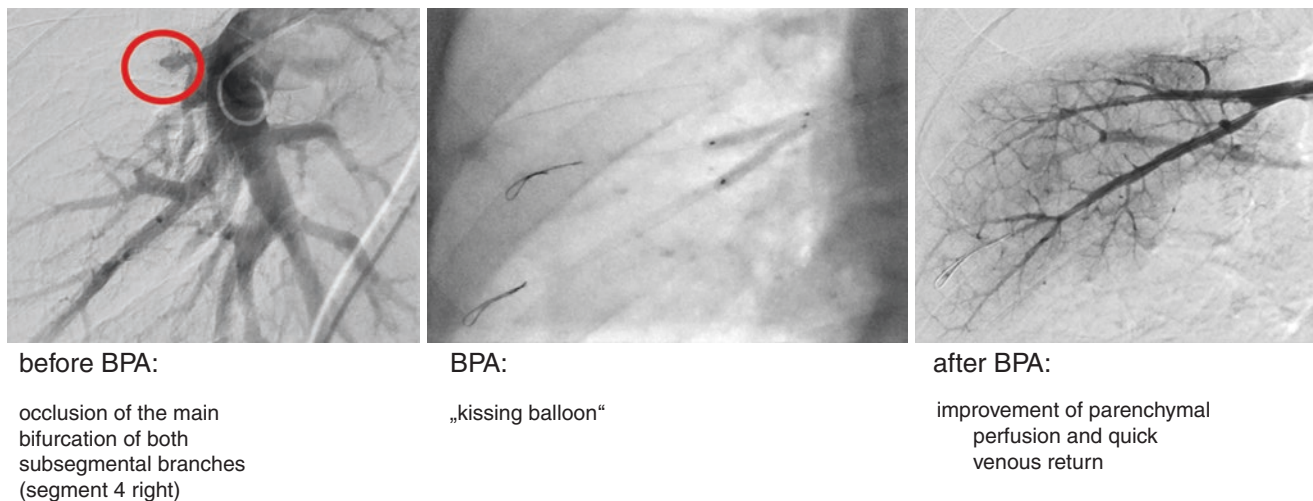 before BPA:
occlusion of the main
bifurcation of both
subsegmental branches
(segment 4 right)
BPA:
„kissing balloon“
after BPA:
improvement of parenchymal
perfusion and quick
venous return